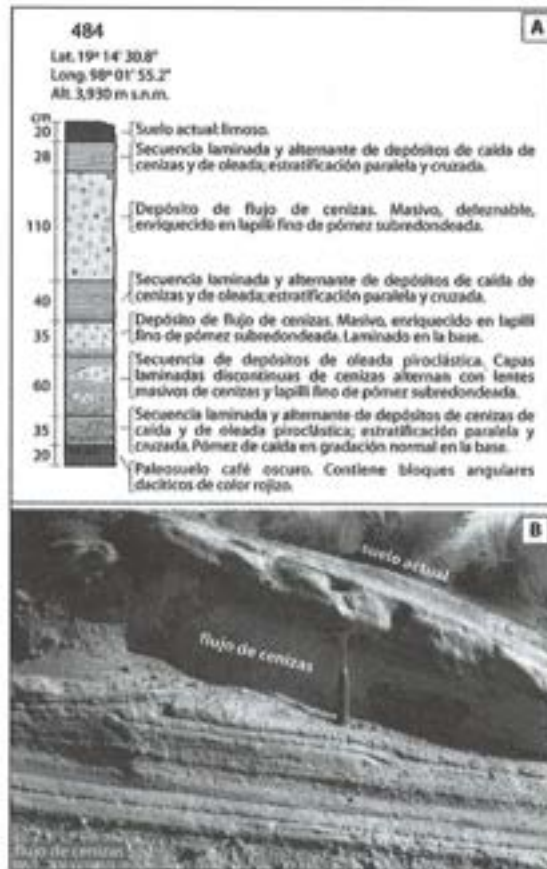 A
484
Lat. 19º 14' 30.8"
Long. 98º 01' 55.2"
Alt. 3,930 m s.n.m.
cm
20
Suelo actual: limoso.
28
Secuencia laminada y alternante de depósitos de caída de
cenizas y de oleada; estratificación paralela y cruzada.
110
Depósito de flujo de cenizas. Masivo, deleznable,
enriquecido en lapilli fino de pómez subredondeada.
40
Secuencia laminada y alternante de depósitos de caída de
cenizas y de oleada; estratificación paralela y cruzada.
35
Depósito de flujo de cenizas. Masivo, enriquecido en lapilli
fino de pómez subredondeada. Laminado en la base.
60
Secuencia de depósitos de oleada piroclástica. Capas
laminadas discontinuas de cenizas alternan con lentes
masivos de cenizas y lapilli fino de pómez subredondeada.
35
Secuencia laminada y alternante de depósitos de cenizas de
caída y de oleada piroclástica; estratificación paralela y
cruzada. Pómez de caída en gradación normal en la base.
20
Paleosuelo café oscuro. Contiene bloques angulares
dacíticos de color rojizo.
B
suelo actual
flujo de cenizas
flujo de cenizas